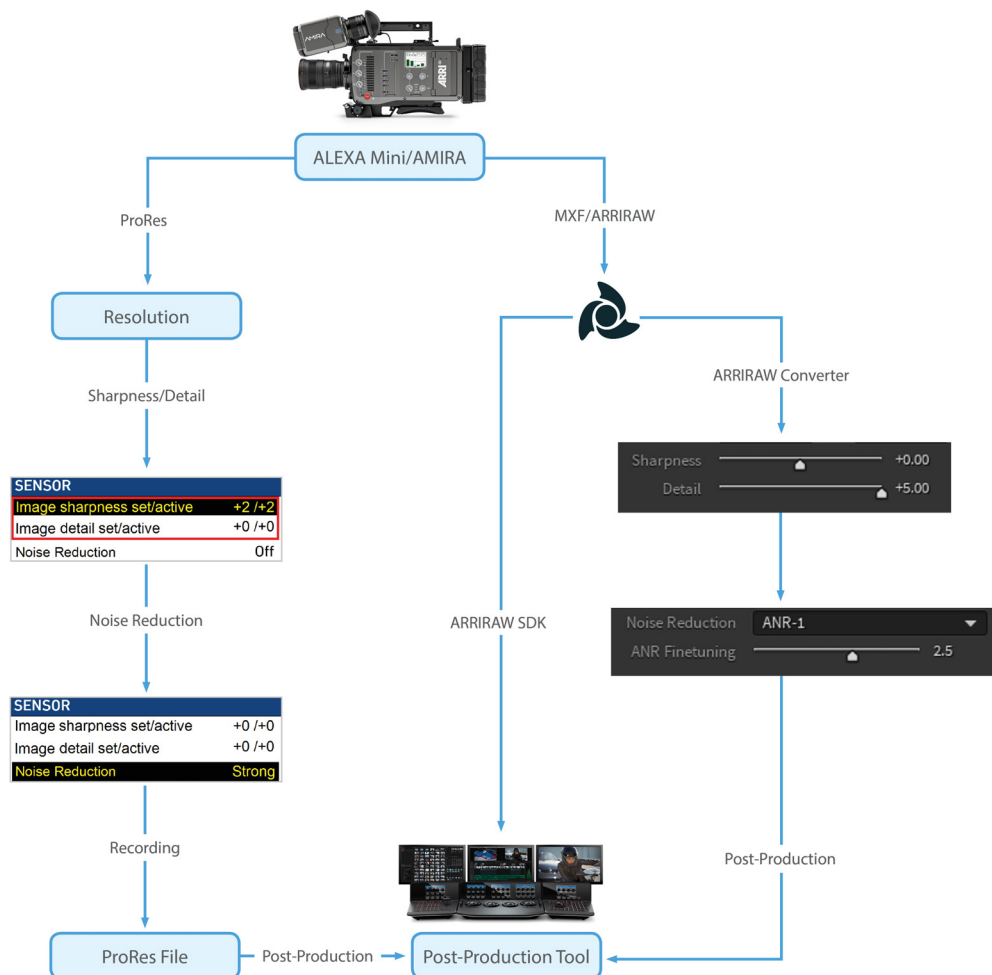 AMIRA
ARRI
ALEXA Mini/AMIRA
ProRes
MXF/ARRIRAW
Resolution
Sharpness/Detail
ARRIRAW Converter
SENSOR
Image sharpness set/active +2 /+2
Image detail set/active +0 /+0
Noise Reduction Off
Sharpness +0.00
Detail +5.00
Noise Reduction
ARRIRAW SDK
Noise Reduction ANR-1
ANR Finetuning 2.5
SENSOR
Image sharpness set/active +0 /+0
Image detail set/active +0 /+0
Noise Reduction Strong
Recording
Post-Production
ProRes File
Post-Production
Post-Production Tool